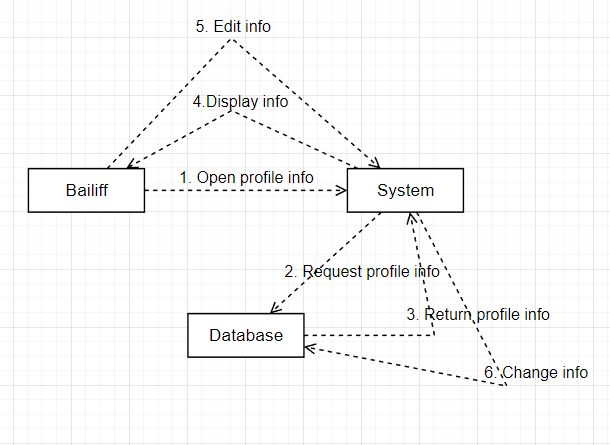 5. Edit info
4.Display info
1. Open profile info
Bailiff
System
2. Request profile info
3. Return profile info
Database
6. Change info